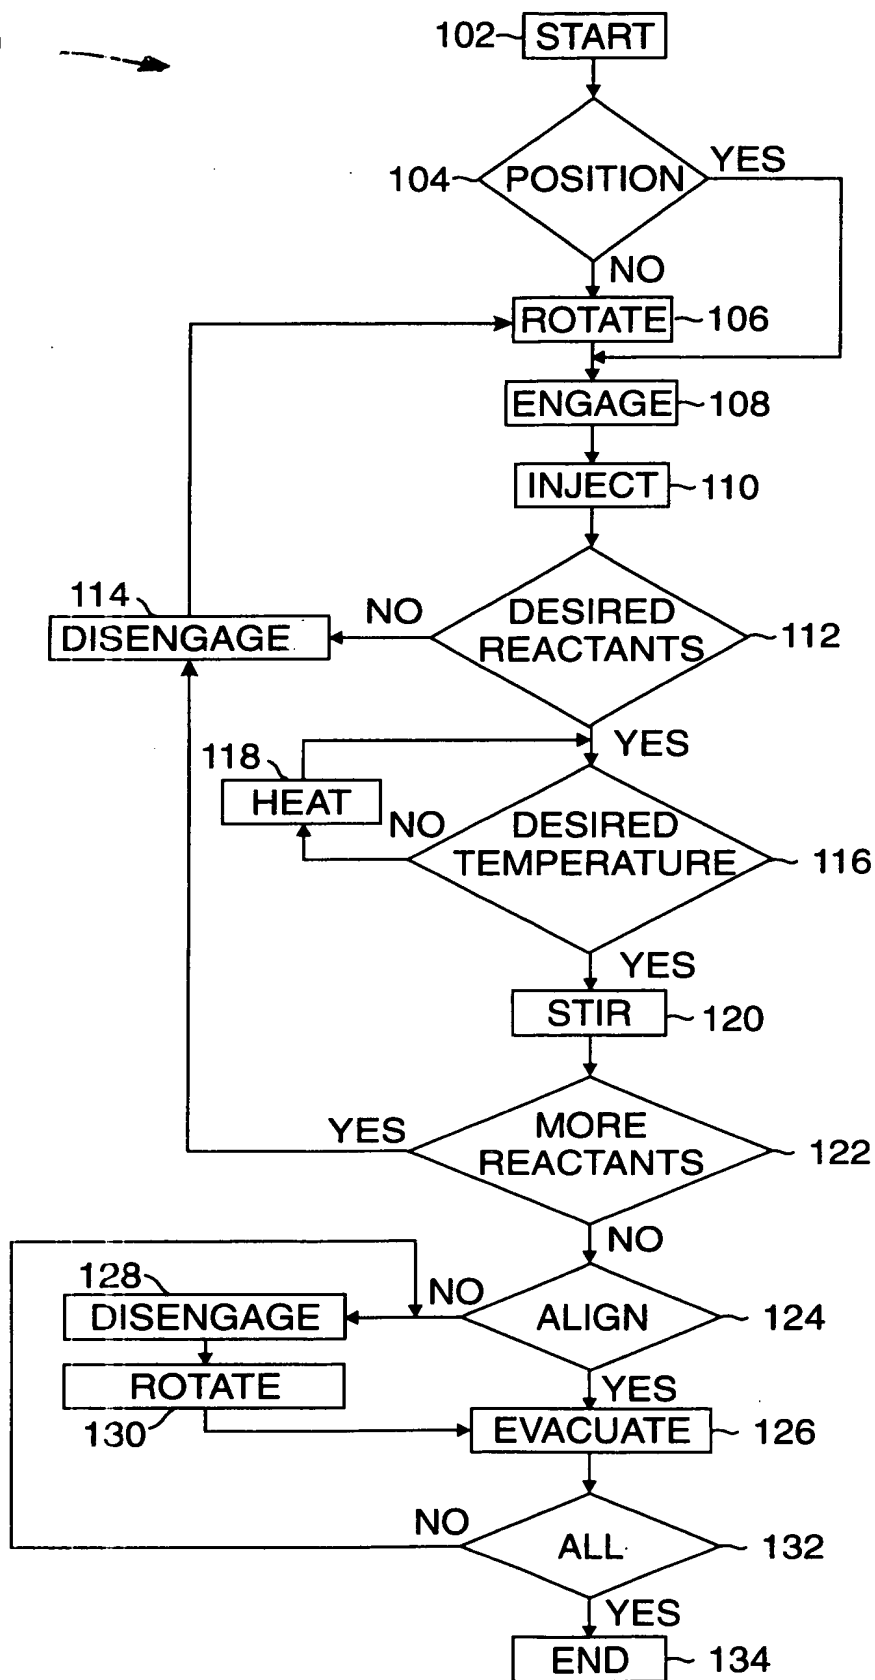 102 START
104 POSITION YES
NO
ROTATE 106
ENGAGE 108
INJECT 110
114
DISENGAGE
NO
DESIRED
REACTANTS
112
YES
118
HEAT
NO
DESIRED
TEMPERATURE
116
YES
STIR 120
YES
MORE
REACTANTS
122
NO
128
DISENGAGE
NO
ALIGN 124
YES
ROTATE
130
EVACUATE 126
NO
ALL 132
YES
END 134